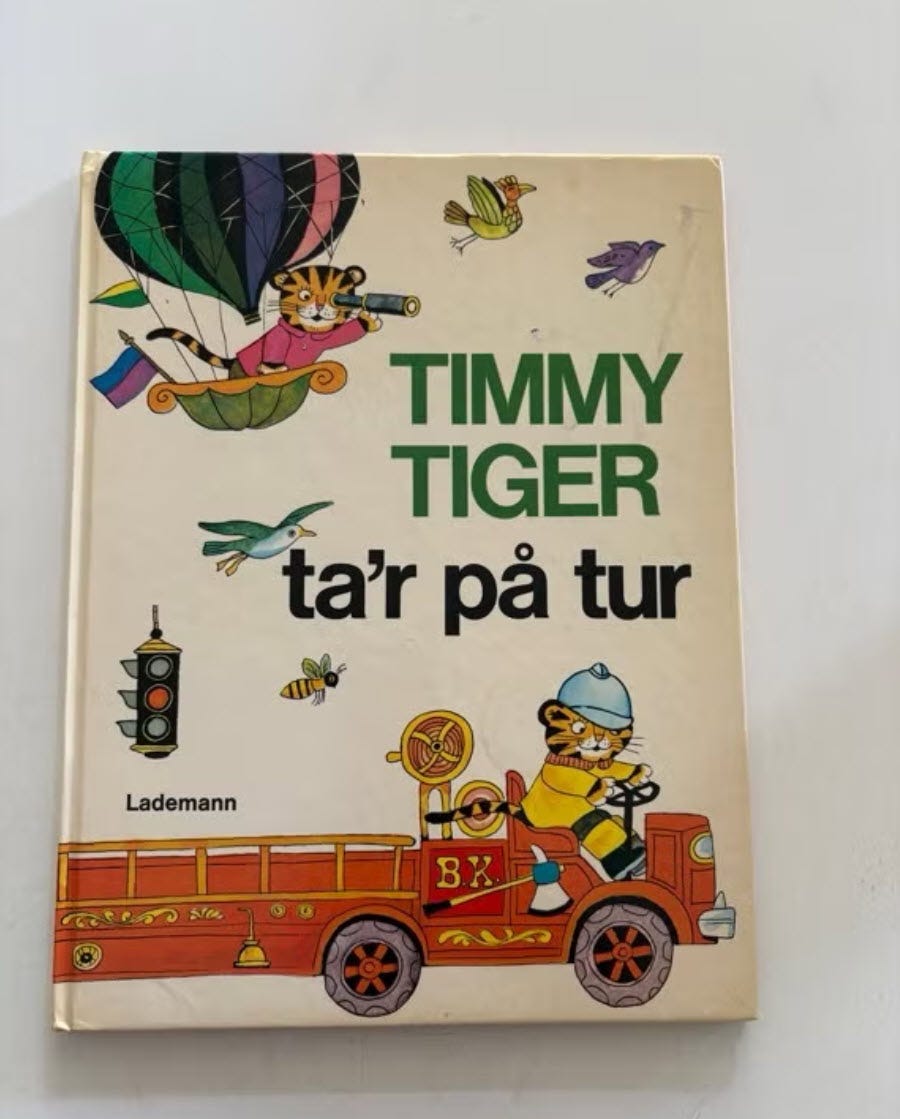 TIMMY
TIGER
ta'r på tur
Lademann
B.K.